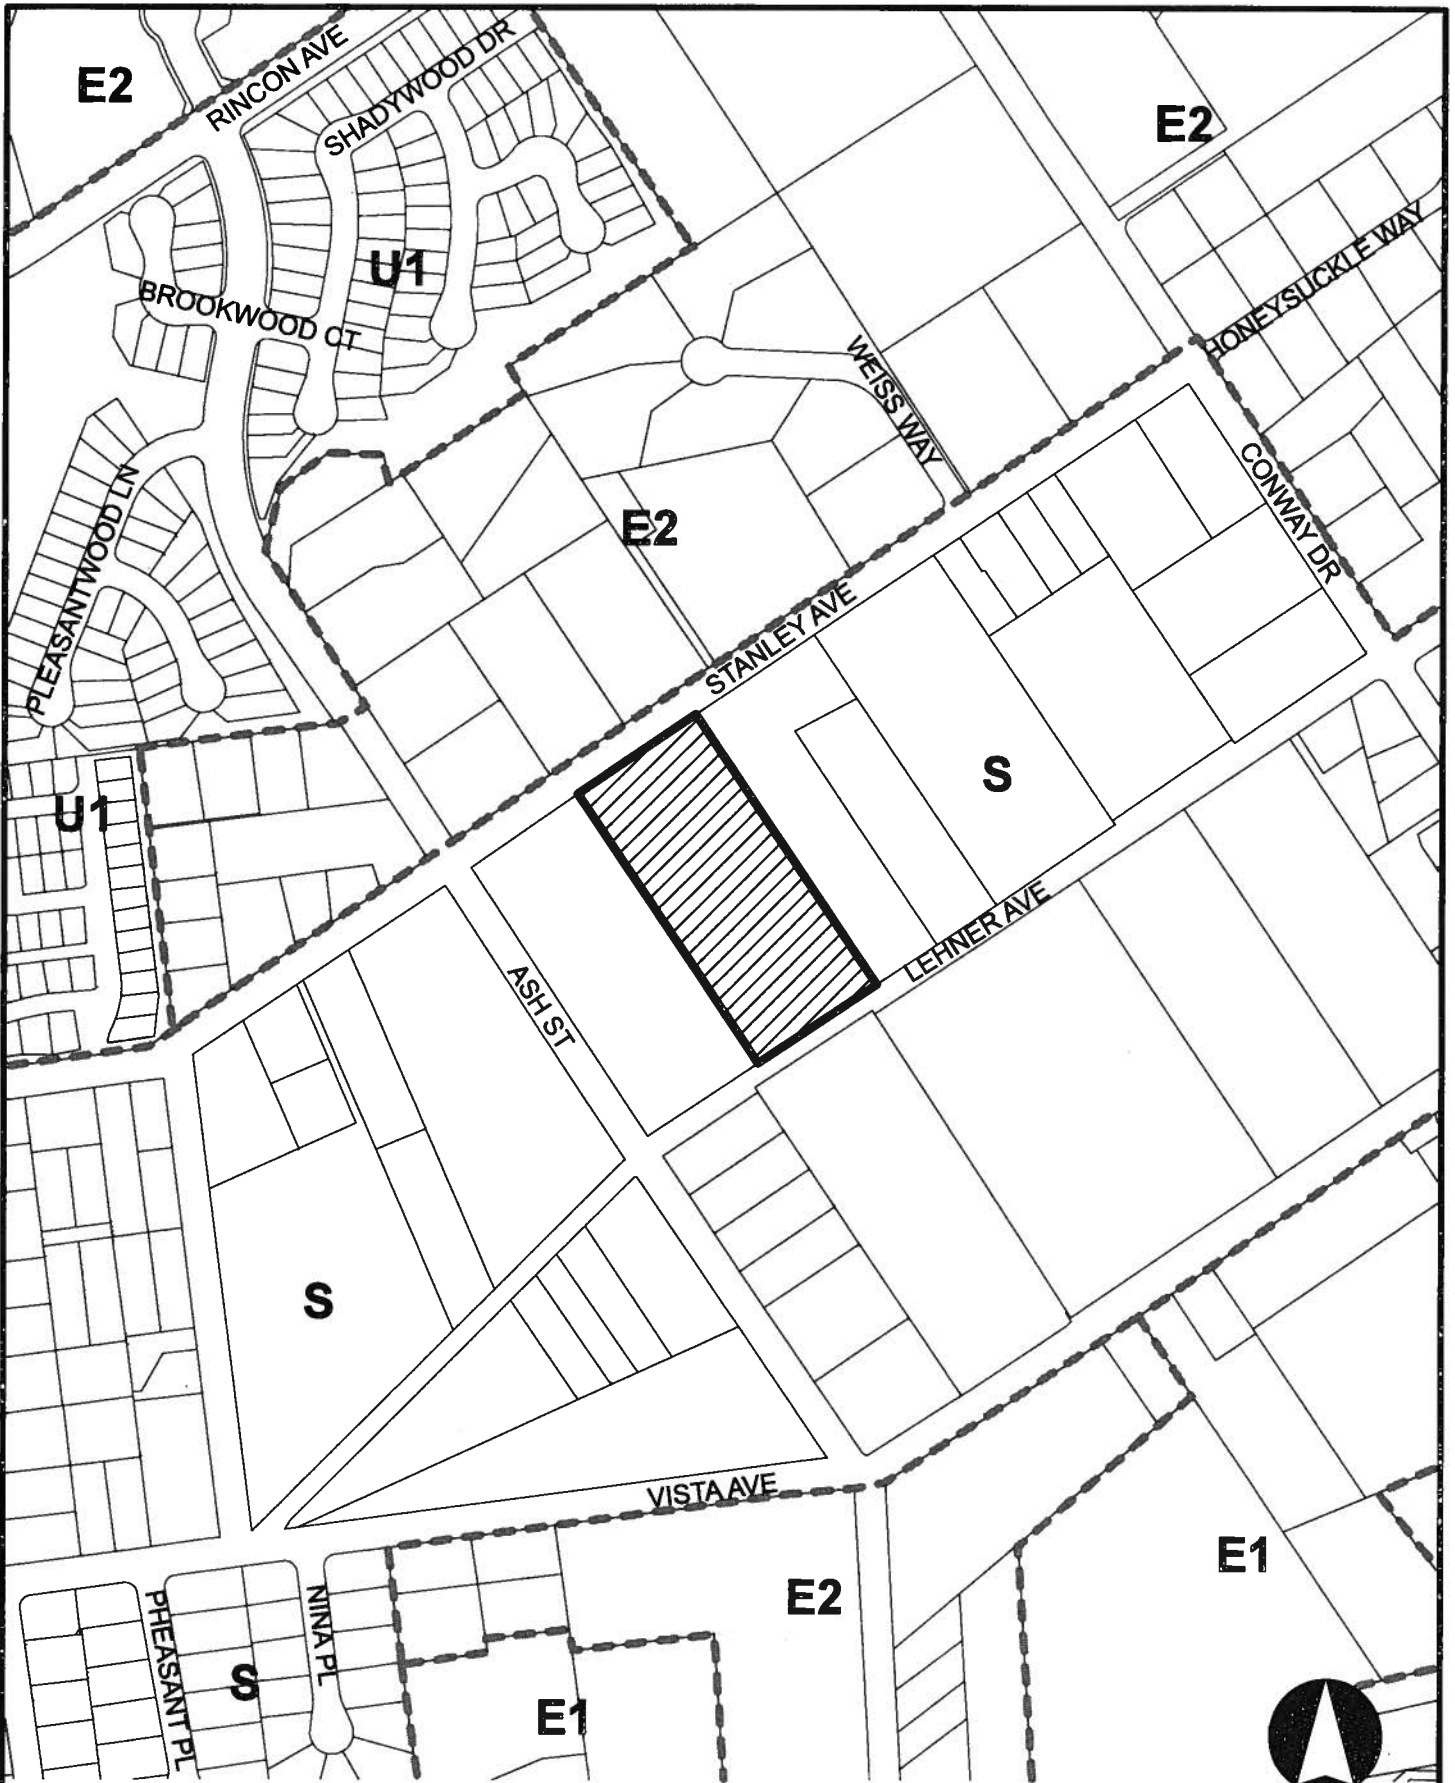 E2
RINCON AVE
SHADYWOOD DR
E2
U1
HONEYSUCKLE WAY
BROOKWOOD CT
WEISS WAY
CONWAY DR
PLEASANTWOOD LN
E2
STANLEY AVE
S
U1
LEHNER AVE
ASH ST
S
VISTA AVE
E1
E2
PHEASANT PL
NINA PL
S
E1